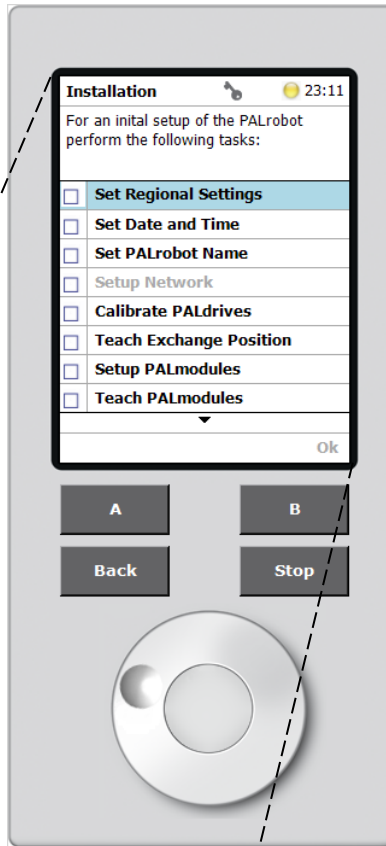 Installation 23:11
For an inital setup of the PALrobot
perform the following tasks:
Set Regional Settings
Set Date and Time
Set PALrobot Name
Setup Network
Calibrate PALdrives
Teach Exchange Position
Setup PALmodules
Teach PALmodules
Ok
A B
Back Stop